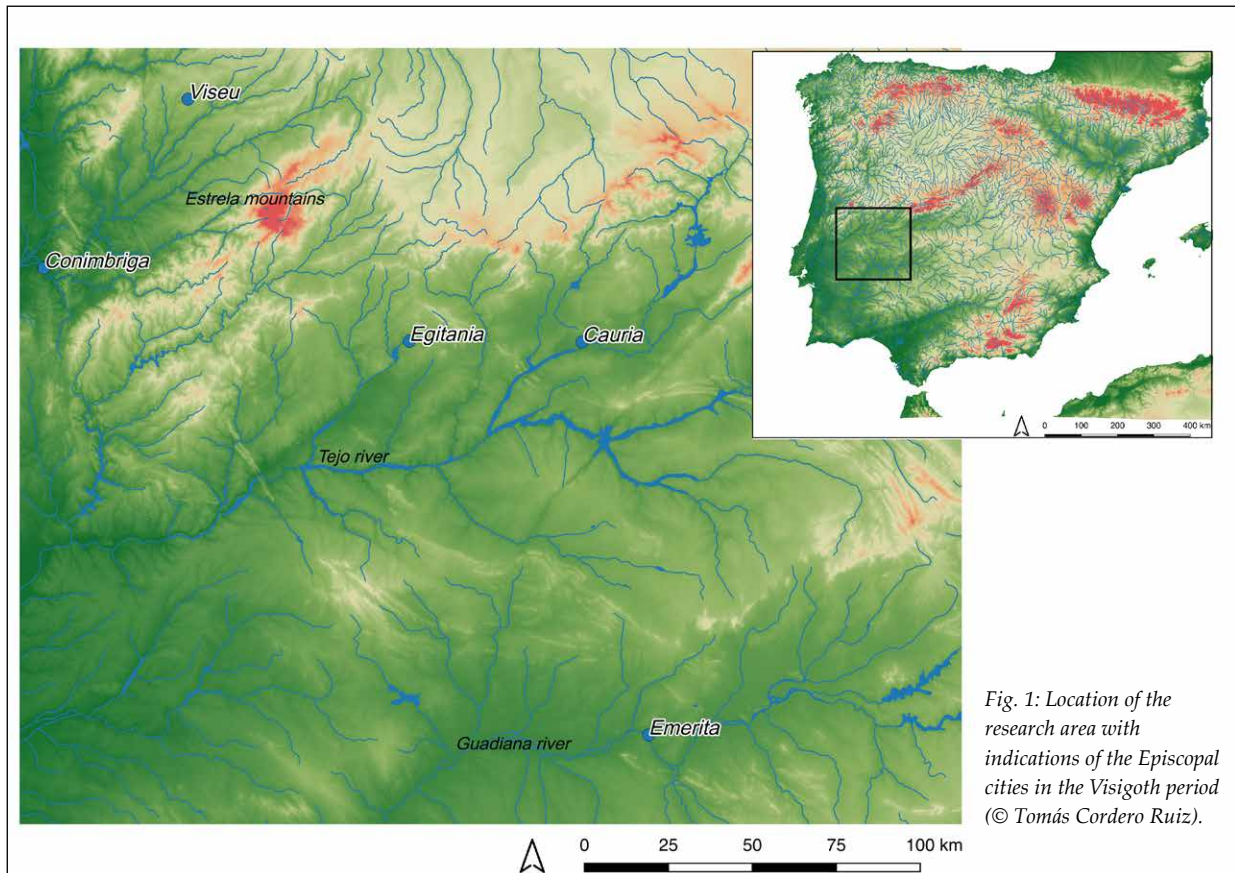 Viseu
Estrela mountains
Conimbriga
Egitania
Cauria
Tejo river
Guadiana river
Emerita
0 100 200 300 400 km
0 25 50 75 100 km
Fig. 1: Location of the
research area with
indications of the Episcopal
cities in the Visigoth period
(© Tomás Cordero Ruiz).